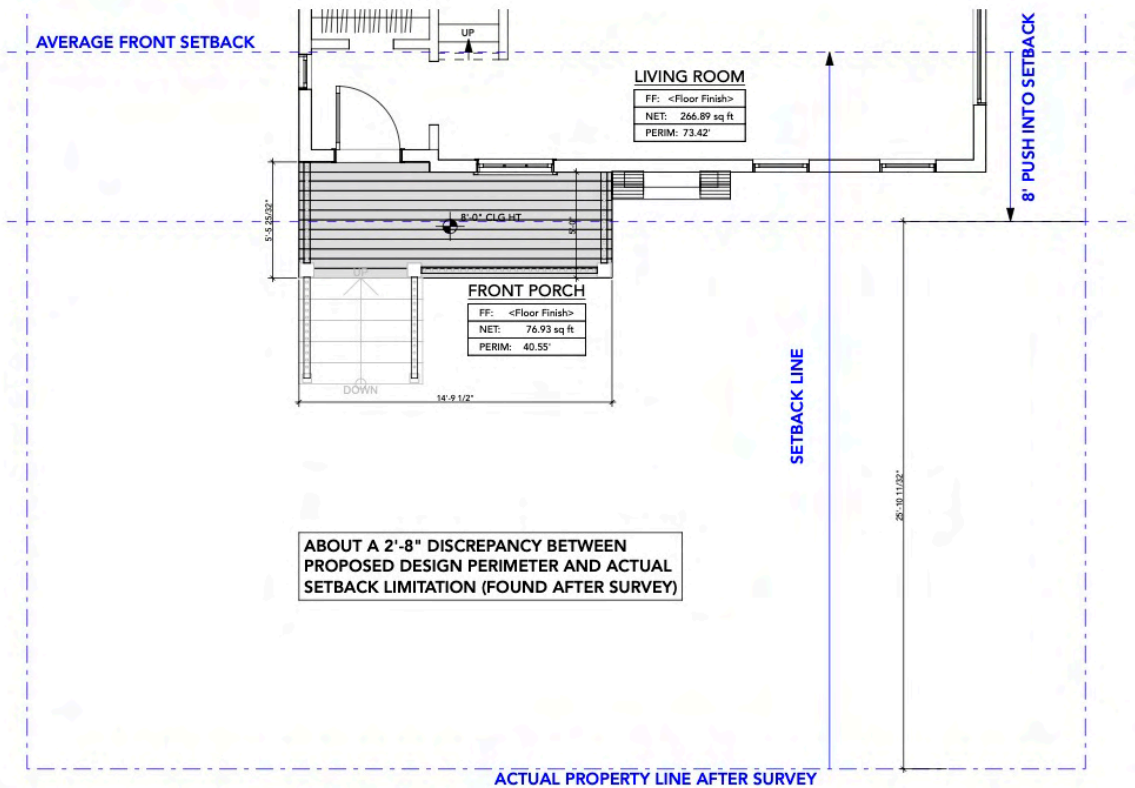 AVERAGE FRONT SETBACK
UP
8' PUSH INTO SETBACK
LIVING ROOM
FF: <Floor Finish>
NET: 266.89 sq ft
PERIM: 73.42'
5'-5 25/32"
8'-0" CLG HT
5'-0"
UP
FRONT PORCH
FF: <Floor Finish>
NET: 76.93 sq ft
PERIM: 40.55'
DOWN
14'-9 1/2"
SETBACK LINE
25'-10 11/32"
ABOUT A 2'-8" DISCREPANCY BETWEEN
PROPOSED DESIGN PERIMETER AND ACTUAL
SETBACK LIMITATION (FOUND AFTER SURVEY)
ACTUAL PROPERTY LINE AFTER SURVEY